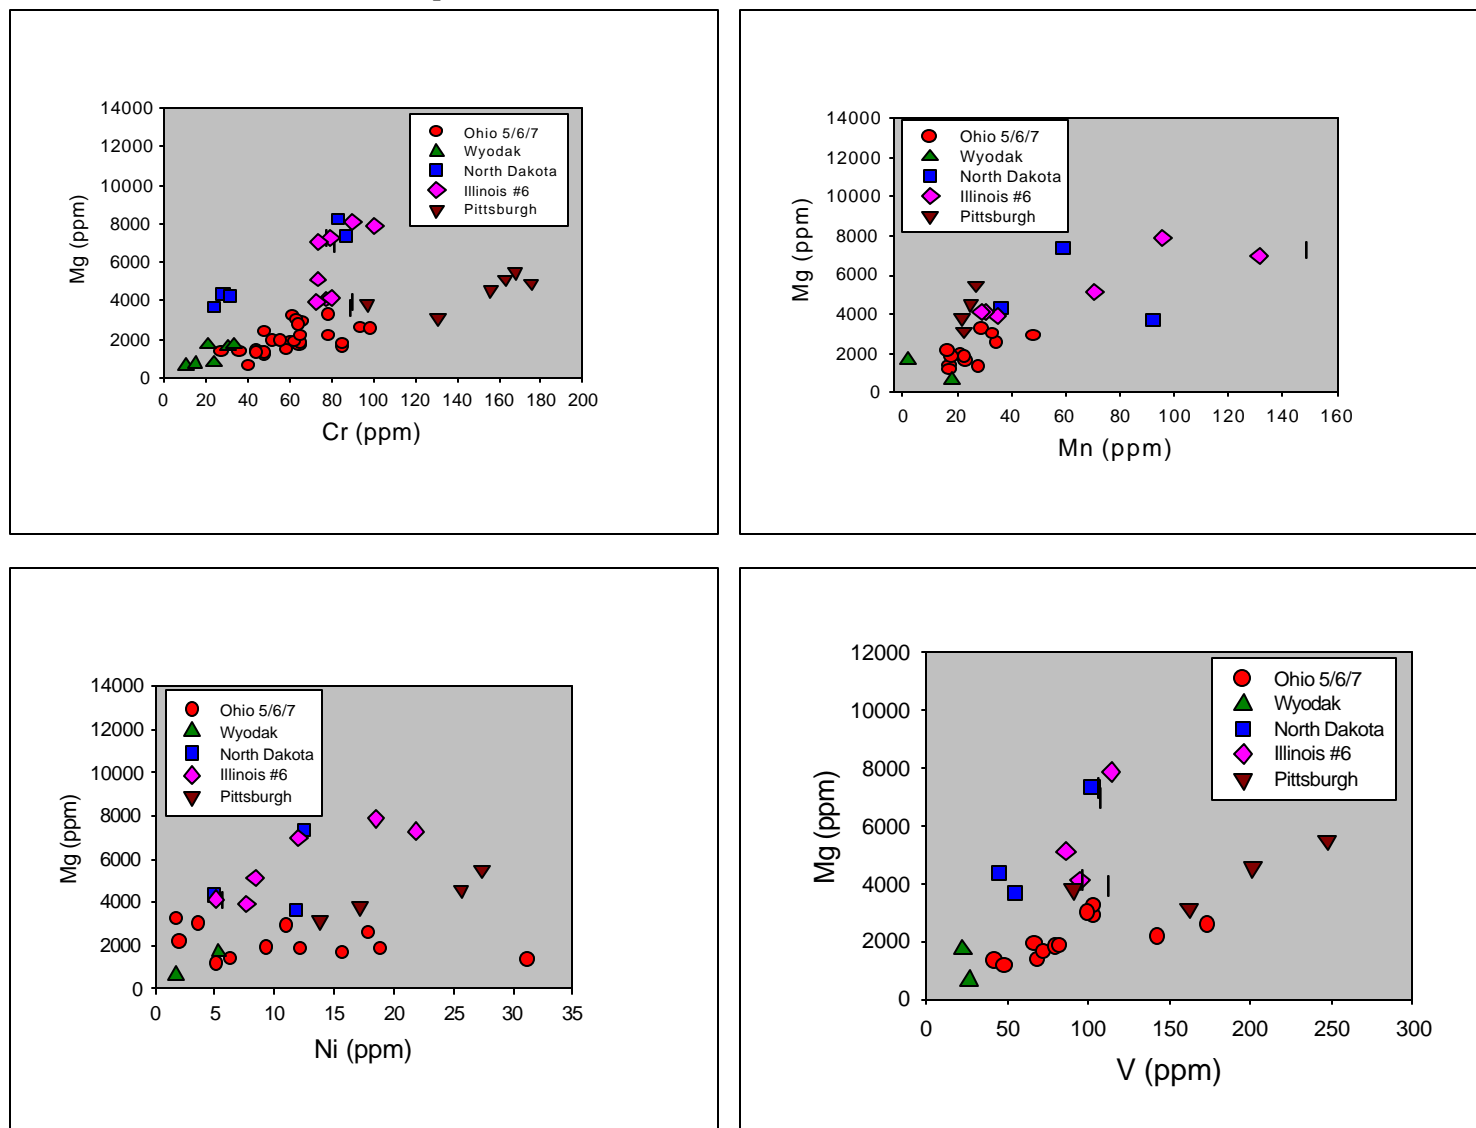 14000
12000
10000
8000
6000
4000
2000
0
0 20 40 60 80 100 120 140 160 180 200
Mg (ppm)
Cr (ppm)
Ohio 5/6/7
Wyodak
North Dakota
Illinois #6
Pittsburgh
14000
12000
10000
8000
6000
4000
2000
0
0 20 40 60 80 100 120 140 160
Mg (ppm)
Mn (ppm)
Ohio 5/6/7
Wyodak
North Dakota
Illinois #6
Pittsburgh
14000
12000
10000
8000
6000
4000
2000
0
0 5 10 15 20 25 30 35
Mg (ppm)
Ni (ppm)
Ohio 5/6/7
Wyodak
North Dakota
Illinois #6
Pittsburgh
12000
10000
8000
6000
4000
2000
0
0 50 100 150 200 250 300
Mg (ppm)
V (ppm)
Ohio 5/6/7
Wyodak
North Dakota
Illinois #6
Pittsburgh